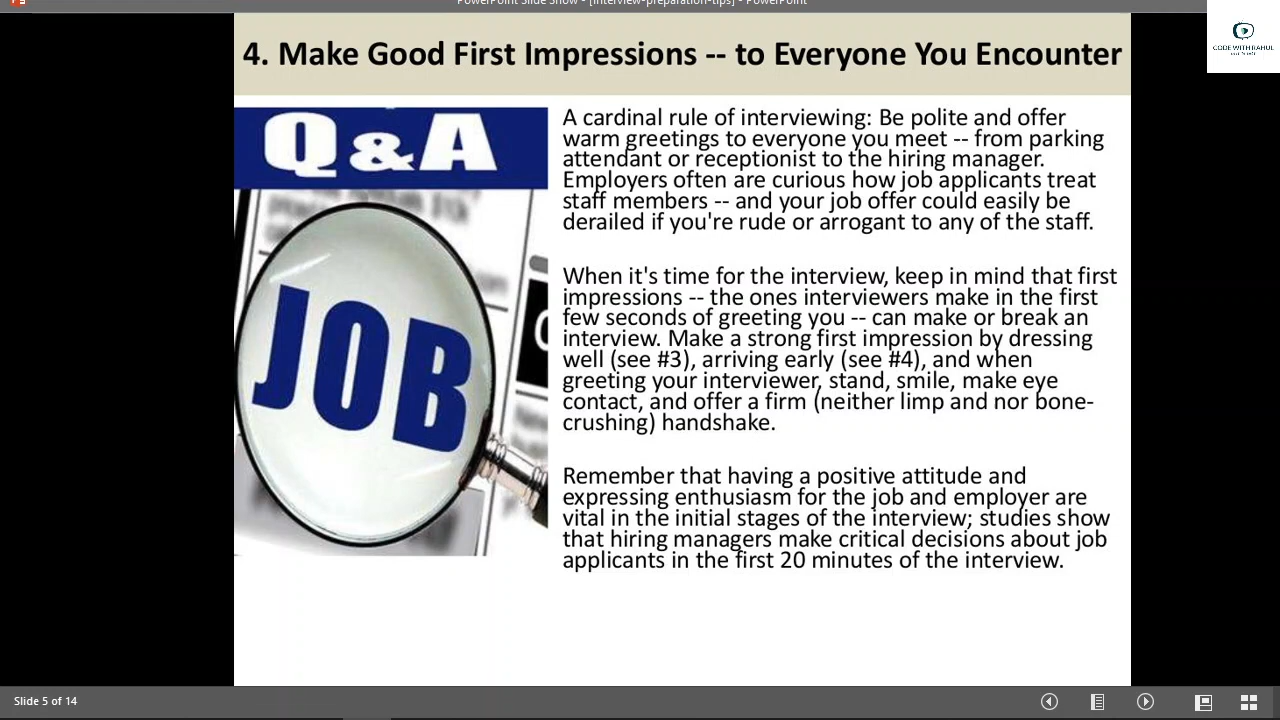 PowerPoint Slide Show - [interview-preparation-tips] - PowerPoint
CODE WITH RAHUL
4. Make Good First Impressions -- to Everyone You Encounter
Q&A
JOB
A cardinal rule of interviewing: Be polite and offer
warm greetings to everyone you meet -- from parking
attendant or receptionist to the hiring manager.
Employers often are curious how job applicants treat
staff members -- and your job offer could easily be
derailed if you're rude or arrogant to any of the staff.
When it's time for the interview, keep in mind that first
impressions -- the ones interviewers make in the first
few seconds of greeting you -- can make or break an
interview. Make a strong first impression by dressing
well (see #3), arriving early (see #4), and when
greeting your interviewer, stand, smile, make eye
contact, and offer a firm (neither limp and nor bone-
crushing) handshake.
Remember that having a positive attitude and
expressing enthusiasm for the job and employer are
vital in the initial stages of the interview; studies show
that hiring managers make critical decisions about job
applicants in the first 20 minutes of the interview.
Slide 5 of 14